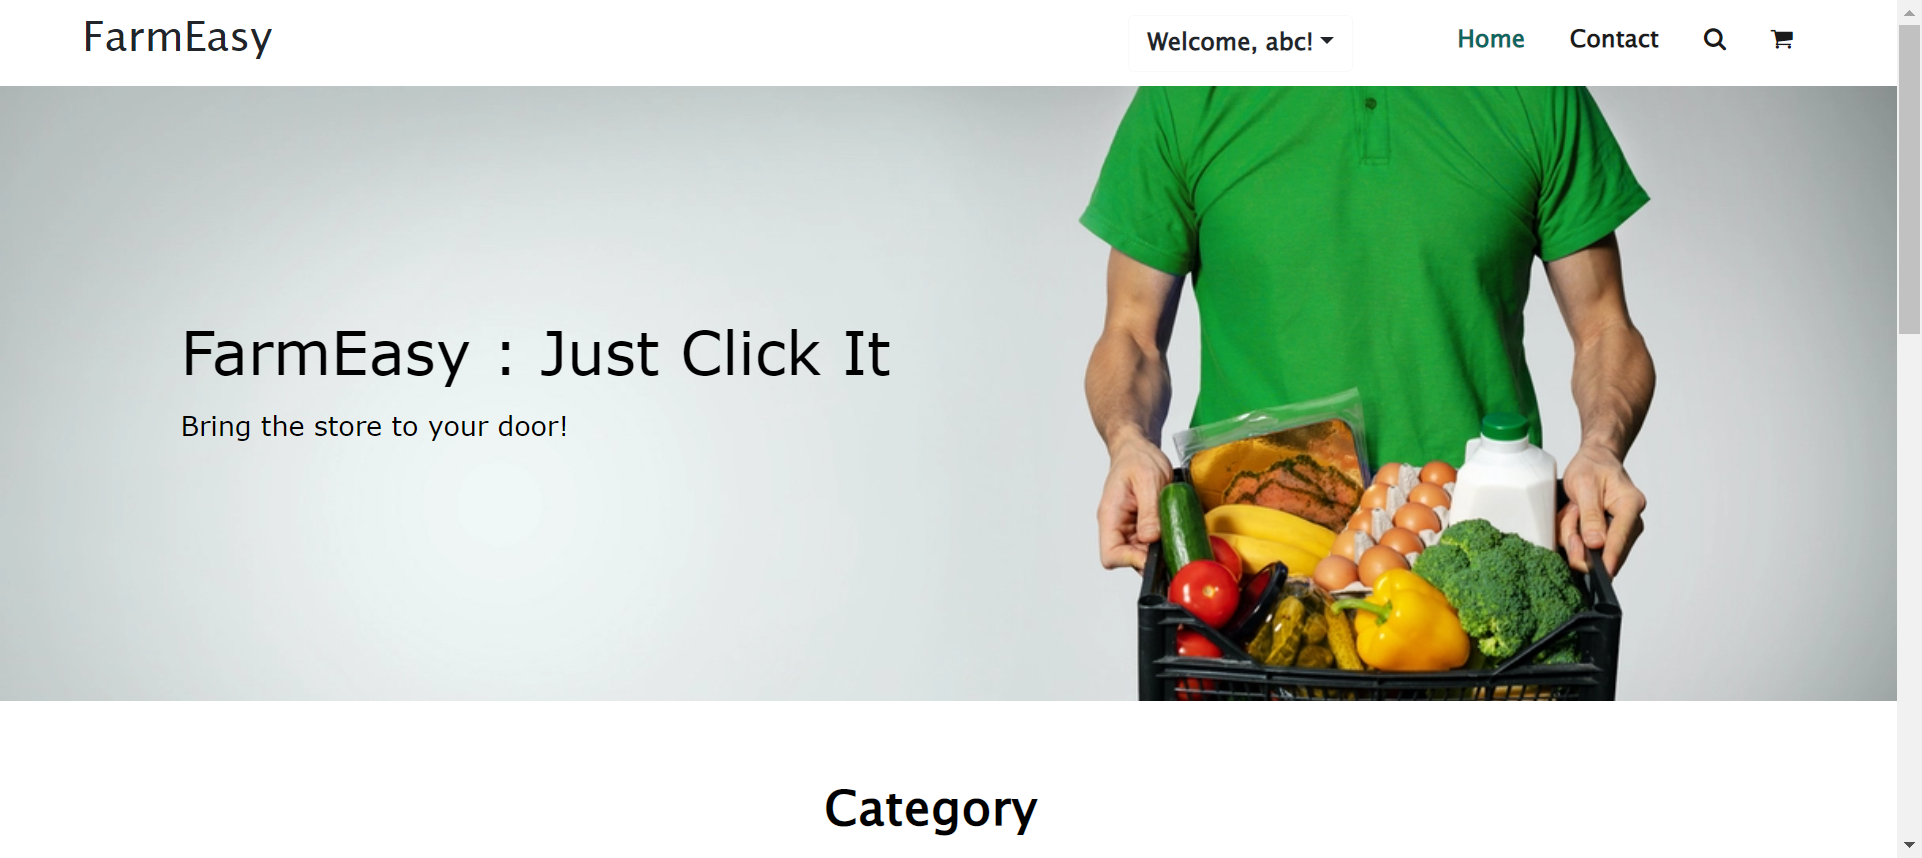 FarmEasy
Welcome, abc!
Home
Contact
FarmEasy : Just Click It
Bring the store to your door!
Category